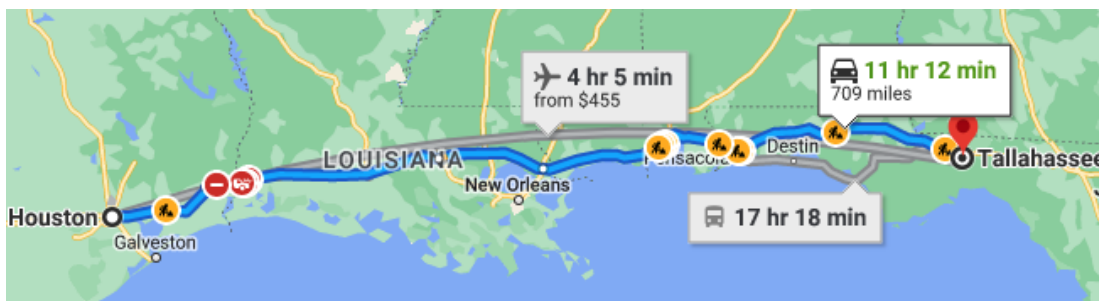 4 hr 5 min
from $455
11 hr 12 min
709 miles
LOUISIANA
Pensacola
Destin
Tallahassee
New Orleans
Houston
17 hr 18 min
Galveston